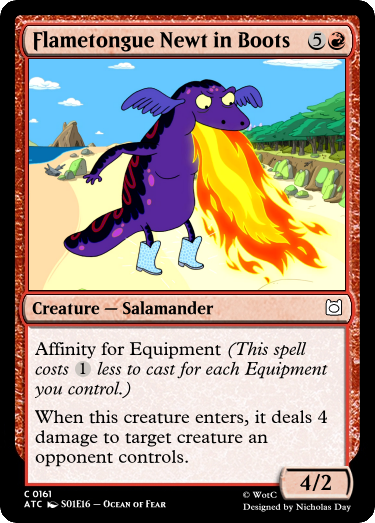 Flametongue Newt in Boots 5
Creature — Salamander
Affinity for Equipment (This spell
costs 1 less to cast for each Equipment
you control.)
When this creature enters, it deals 4
damage to target creature an
opponent controls.
4/2
C 0161
ATC S01E16 – Ocean of Fear
© WotC
Designed by Nicholas Day